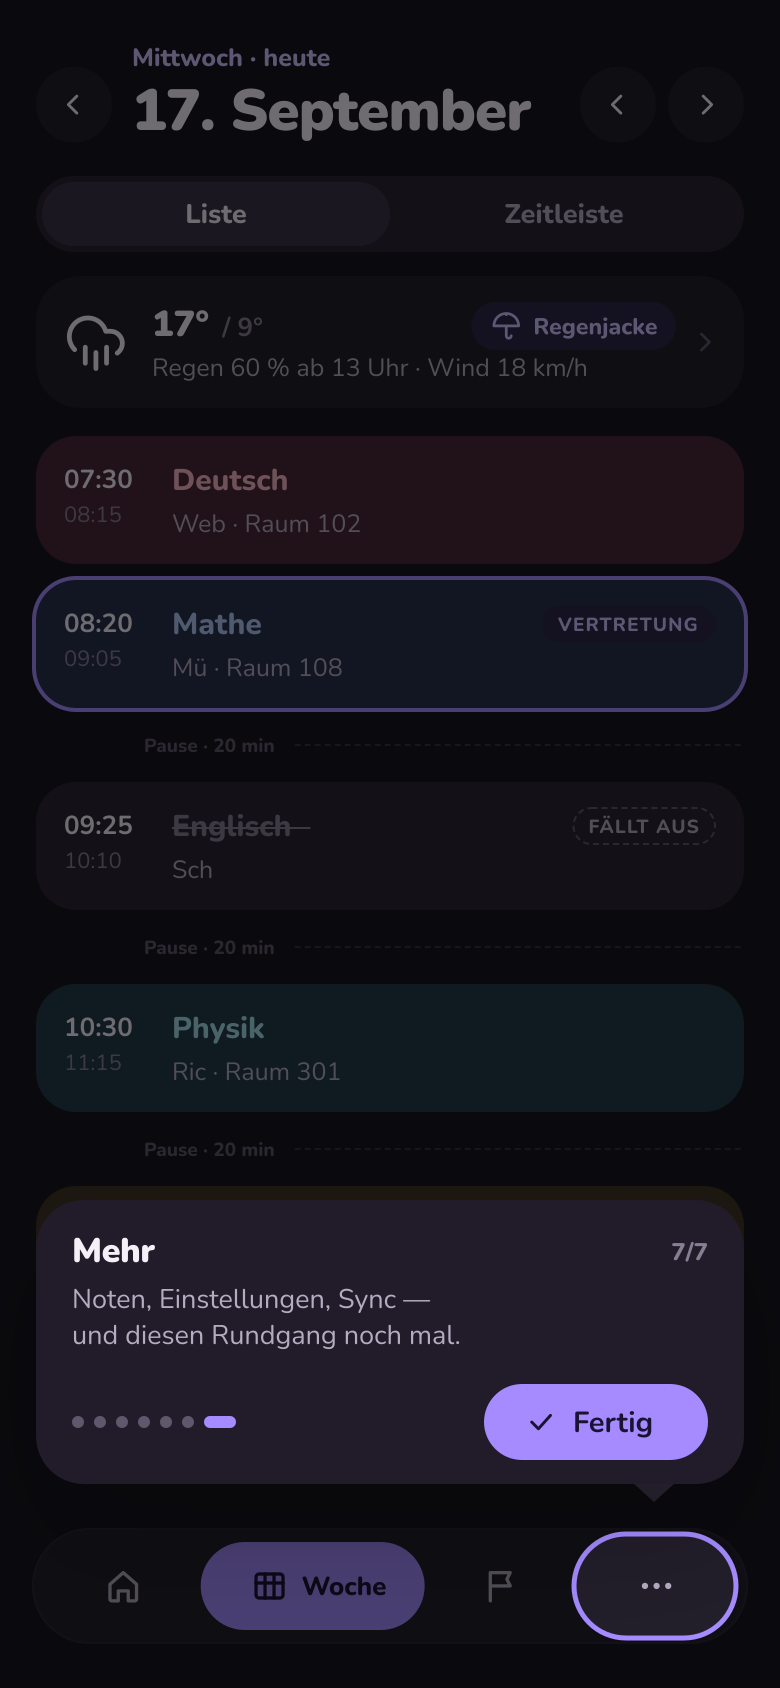 Mittwoch · heute
17. September
Liste
Zeitleiste
17° / 9°
Regenjacke
Regen 60 % ab 13 Uhr · Wind 18 km/h
07:30
Deutsch
08:15
Web · Raum 102
08:20
Mathe
VERTRETUNG
09:05
Mü · Raum 108
Pause · 20 min
09:25
Englisch
FÄLLT AUS
10:10
Sch
Pause · 20 min
10:30
Physik
11:15
Ric · Raum 301
Pause · 20 min
Mehr
7/7
Noten, Einstellungen, Sync —
und diesen Rundgang noch mal.
Fertig
Woche